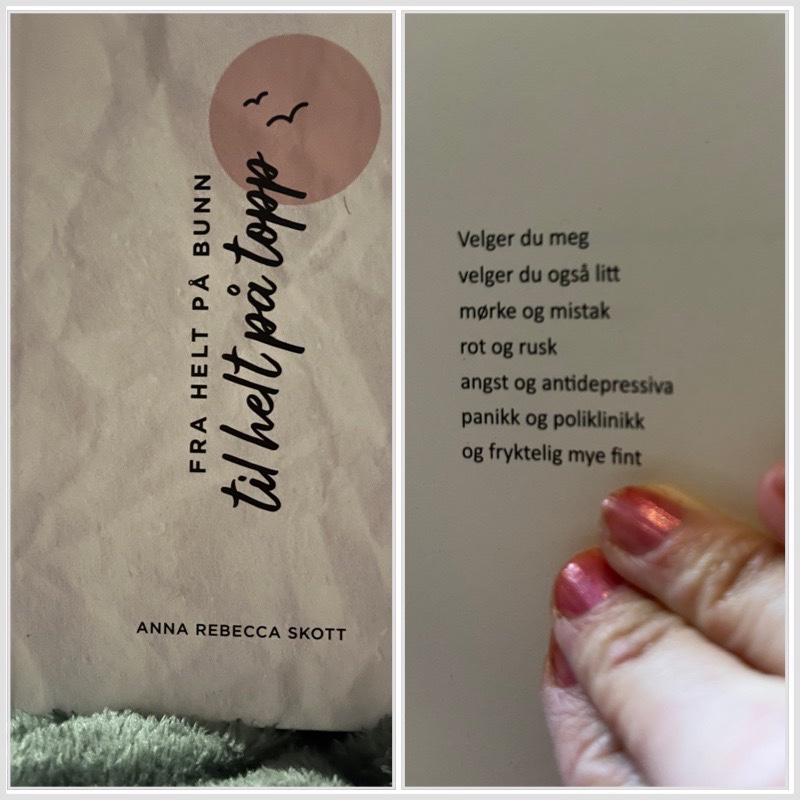 FRA HELT PÅ BUNN
til helt på topp
ANNA REBECCA SKOTT
Velger du meg
velger du også litt
mørke og mistak
rot og rusk
angst og antidepressiva
panikk og poliklinikk
og fryktelig mye fint